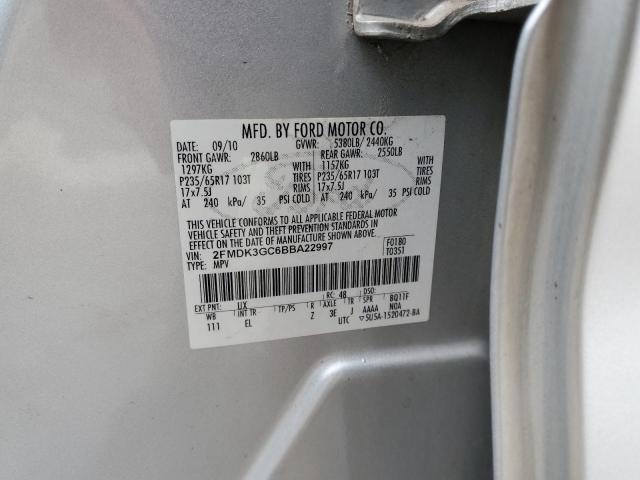 MFD. BY FORD MOTOR CO.
DATE: 09/10 GVWR: 5380LB/ 2440KG
FRONT GAWR: 2860LB REAR GAWR: 2550LB
1297KG 1157KG
P235/65R17 103T TIRES P235/65R17 103T TIRES
17x7.5J RIMS 17x7.5J RIMS
AT 240 kPa/ 35 PSI COLD AT 240 kPa/ 35 PSI COLD
THIS VEHICLE CONFORMS TO ALL APPLICABLE FEDERAL MOTOR
VEHICLE SAFETY AND THEFT PREVENTION STANDARDS IN
EFFECT ON THE DATE OF MANUFACTURE SHOWN ABOVE.
VIN: 2FMDK3GC6BBA22997 F0180
TYPE: MPV T0351
EXT PNT: UX RC: 48 DSO:
WB INT TR TP/PS R AXLE TR SPR BQ11F
111 EL Z 3E J AAAA NOA
UTC ▽5U5A-1520472-BA